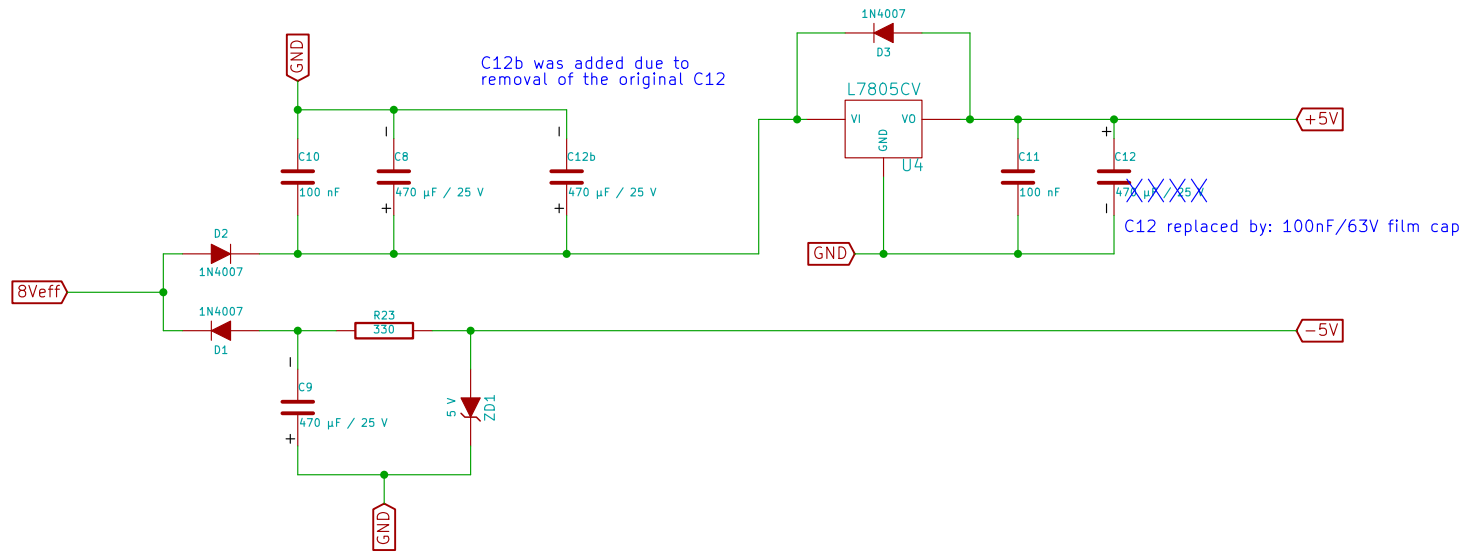 1N4007
D3
GND
C12b was added due to
removal of the original C12
L7805CV
VI
VO
GND
U4
+5V
−
−
+
C10
100 nF
C8
470 µF / 25 V
C12b
470 µF / 25 V
C11
100 nF
C12
470 µF / 25 V
+
+
−
C12 replaced by: 100nF/63V film cap
D2
1N4007
GND
8Veff
1N4007
D1
R23
330
−5V
−
C9
470 µF / 25 V
+
5 V
ZD1
GND